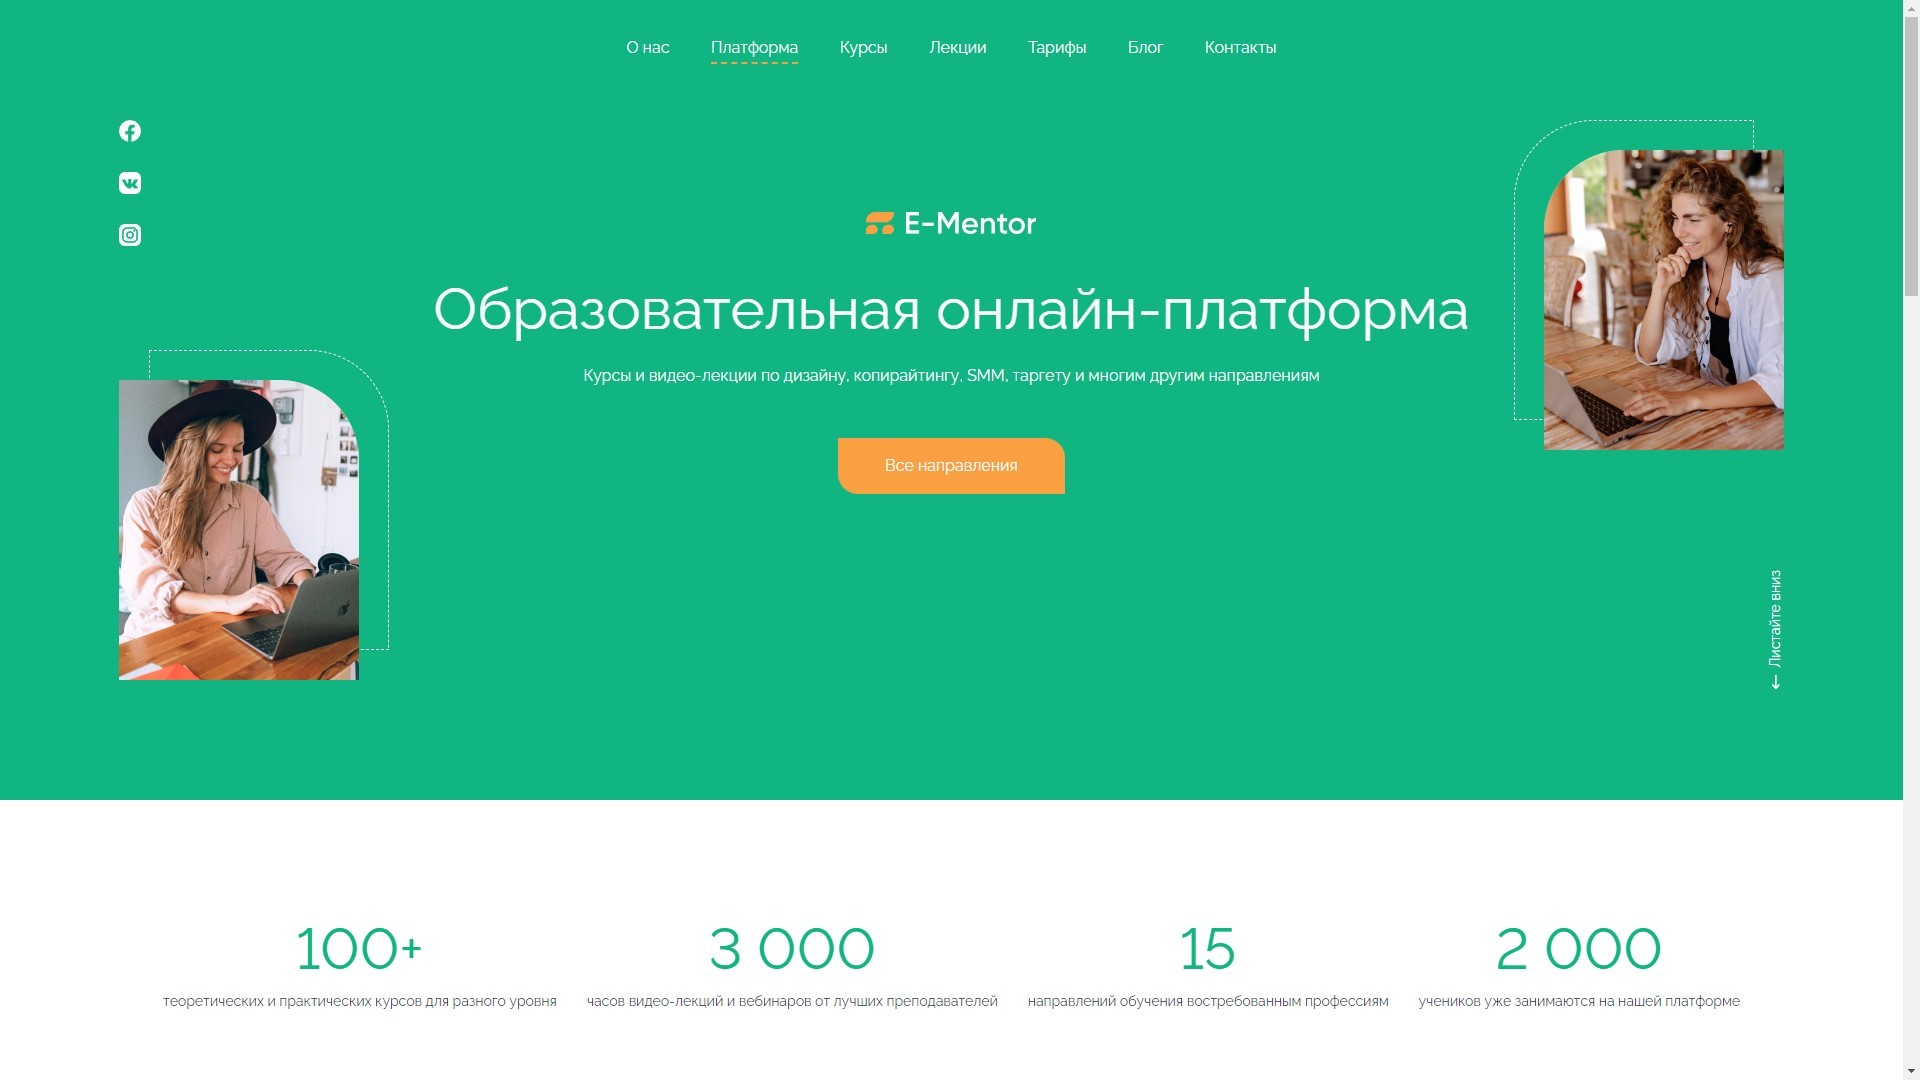 О нас Платформа Курсы Лекции Тарифы Блог Контакты
E-Mentor
Образовательная онлайн-платформа
Курсы и видео-лекции по дизайну, копирайтингу, SMM, таргету и многим другим направлениям
Все направления
Листайте вниз
100+
теоретических и практических курсов для разного уровня
3 000
часов видео-лекций и вебинаров от лучших преподавателей
15
направлений обучения востребованным профессиям
2 000
учеников уже занимаются на нашей платформе